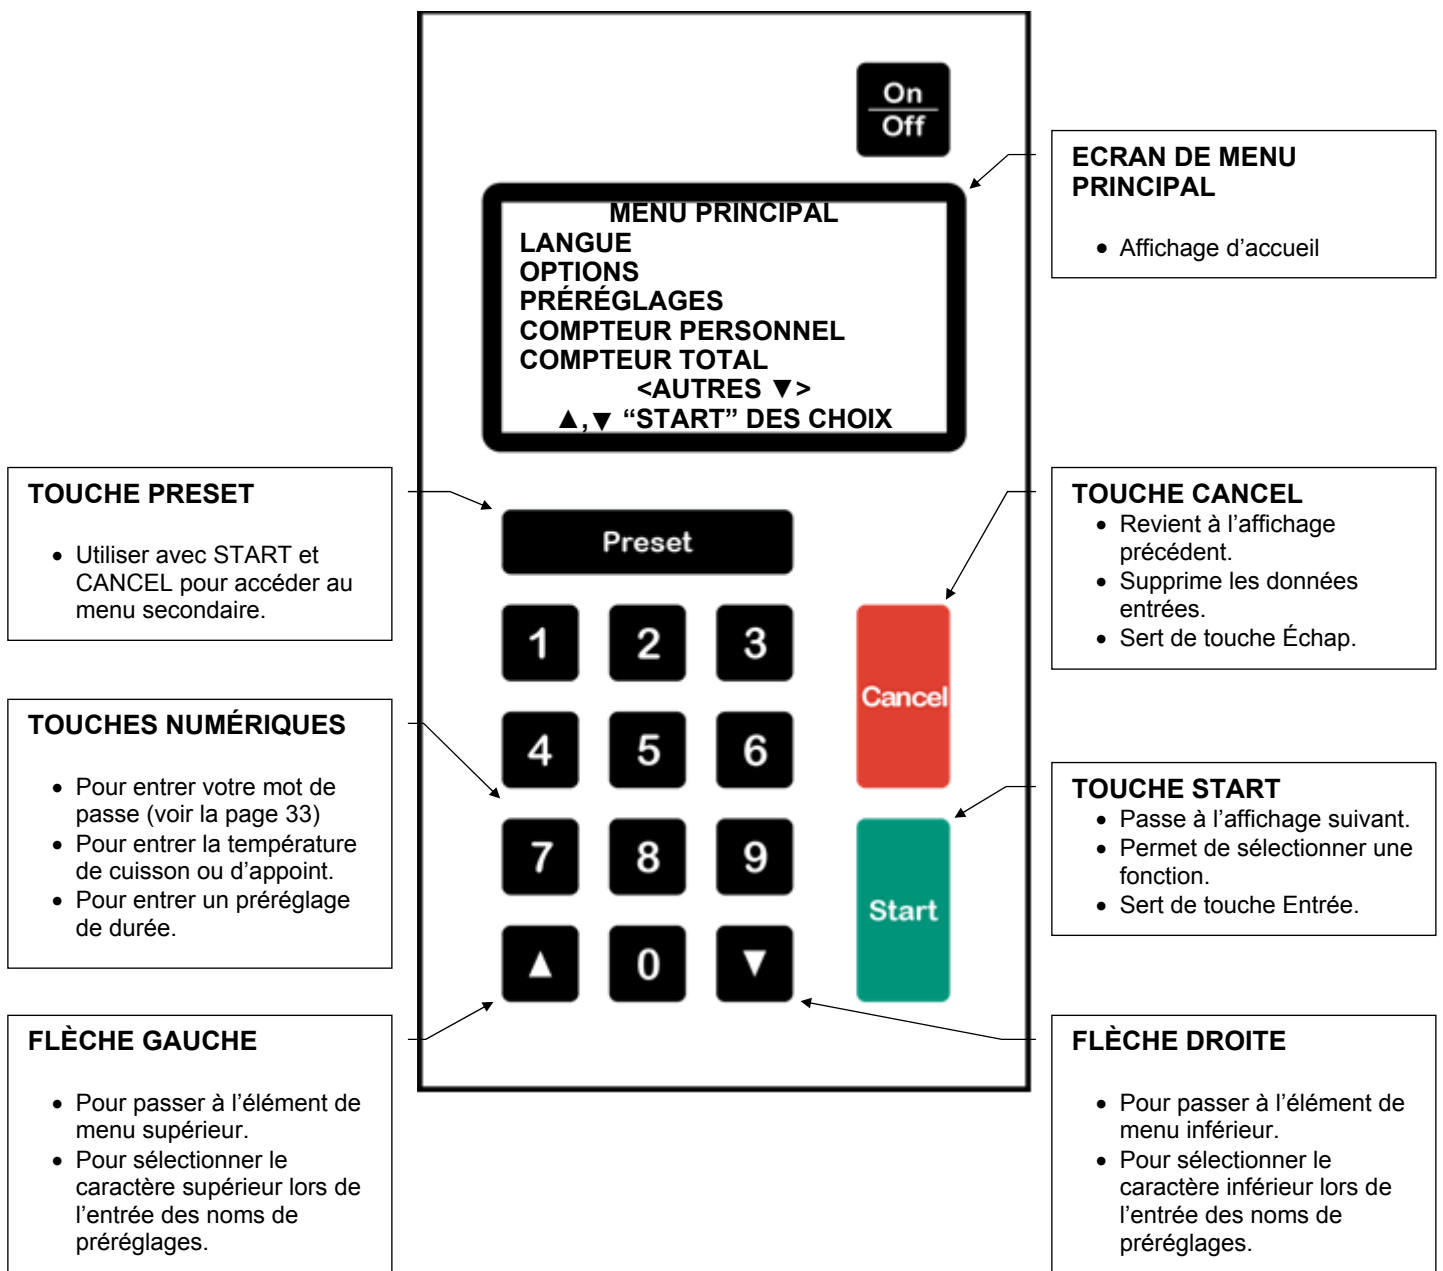 On
Off
MENU PRINCIPAL
LANGUE
OPTIONS
PRÉRÉGLAGES
COMPTEUR PERSONNEL
COMPTEUR TOTAL
<AUTRES ▼>
▲,▼ “START” DES CHOIX
ECRAN DE MENU
PRINCIPAL
• Affichage d’accueil
TOUCHE PRESET
• Utiliser avec START et
CANCEL pour accéder au
menu secondaire.
Preset
TOUCHE CANCEL
• Revient à l’affichage
précédent.
• Supprime les données
entrées.
• Sert de touche Échap.
1 2 3
Cancel
4 5 6
7 8 9
Start
▲ 0 ▼
TOUCHES NUMÉRIQUES
• Pour entrer votre mot de
passe (voir la page 33)
• Pour entrer la température
de cuisson ou d’appoint.
• Pour entrer un préréglage
de durée.
TOUCHE START
• Passe à l’affichage suivant.
• Permet de sélectionner une
fonction.
• Sert de touche Entrée.
FLÈCHE GAUCHE
• Pour passer à l’élément de
menu supérieur.
• Pour sélectionner le
caractère supérieur lors de
l’entrée des noms de
préréglages.
FLÈCHE DROITE
• Pour passer à l’élément de
menu inférieur.
• Pour sélectionner le
caractère inférieur lors de
l’entrée des noms de
préréglages.